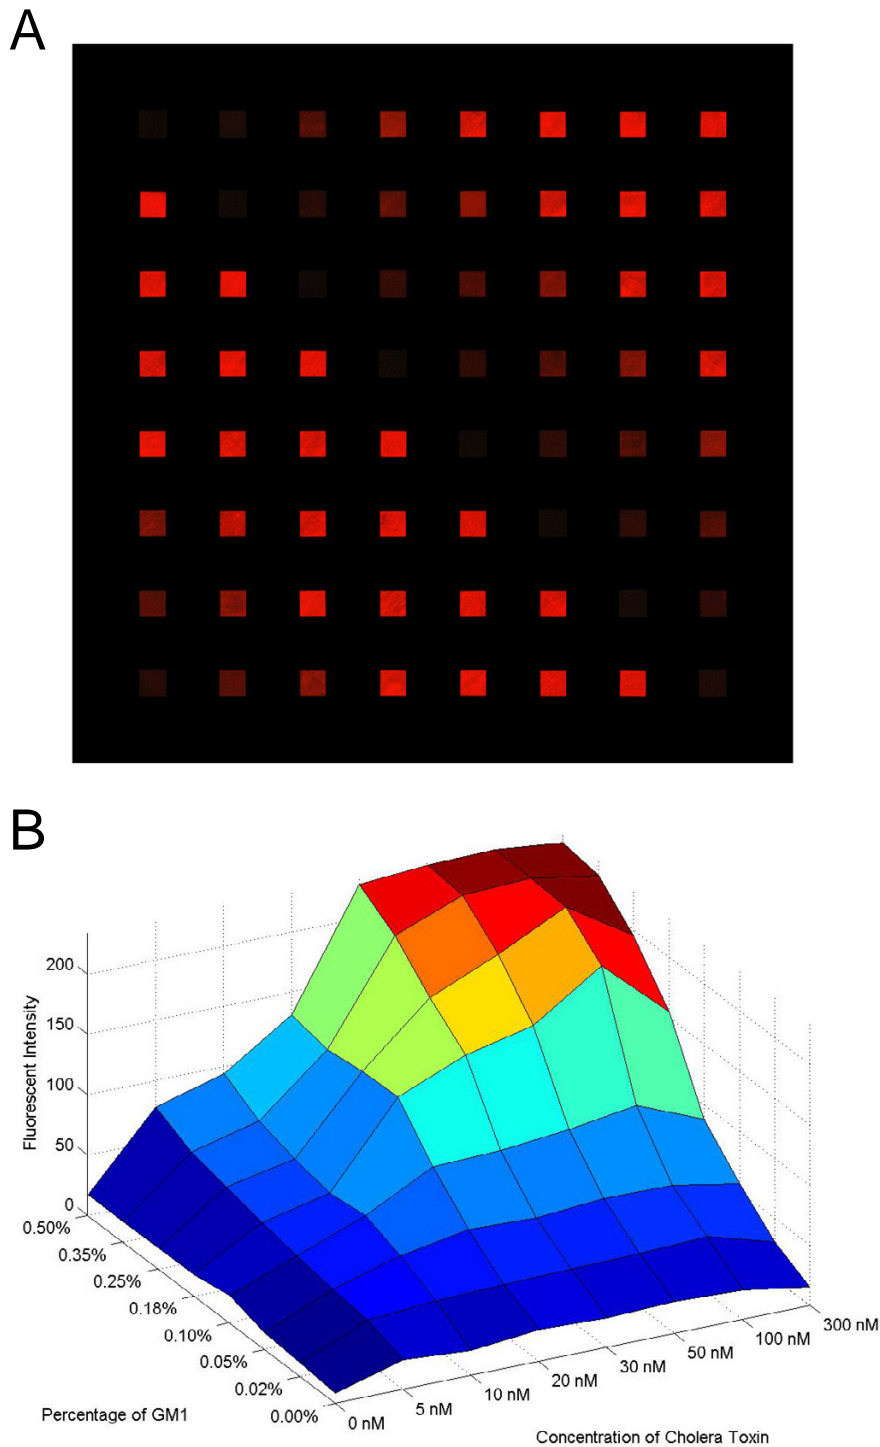 A
B
200
150
100
50
0
Fluorescent Intensity
0.50%
0.35%
0.25%
0.18%
0.10%
0.05%
0.02%
0.00%
Percentage of GM1
0 nM
5 nM
10 nM
20 nM
30 nM
50 nM
100 nM
300 nM
Concentration of Cholera Toxin